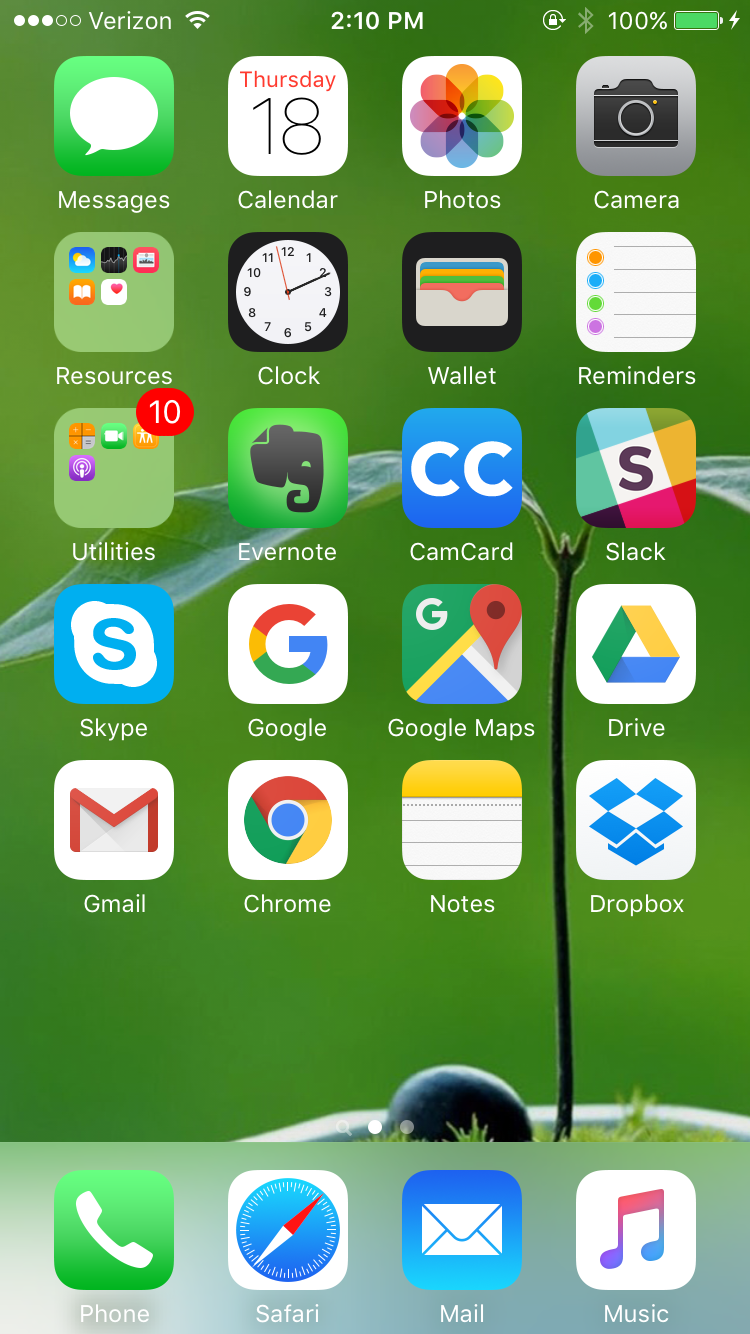 Verizon 2:10 PM 100%
Thursday
18
Messages Calendar Photos Camera
12
11 1
10 2
9 3
8 4
7 5
6
Resources Clock Wallet Reminders
10
CC S
Utilities Evernote CamCard Slack
S G G
Skype Google Google Maps Drive
Gmail Chrome Notes Dropbox
Phone Safari Mail Music